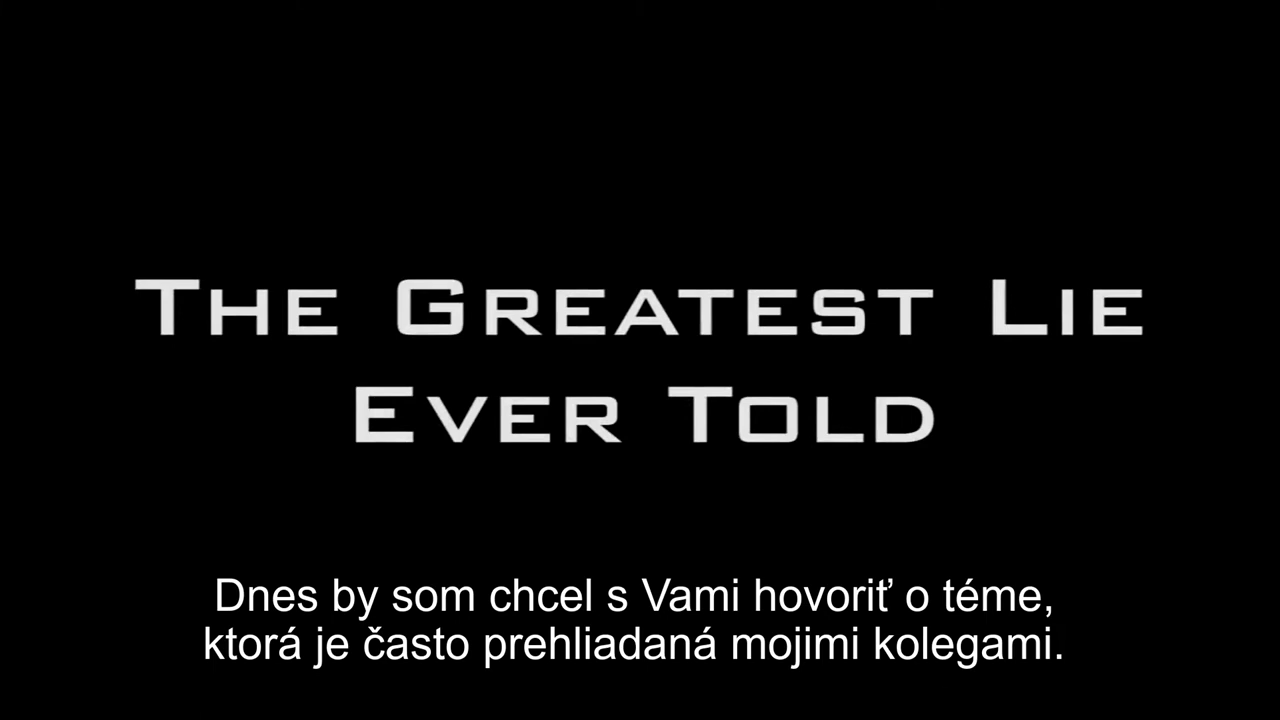 The Greatest Lie
Ever Told
Dnes by som chcel s Vami hovoriť o téme,
ktorá je často prehliadaná mojimi kolegami.